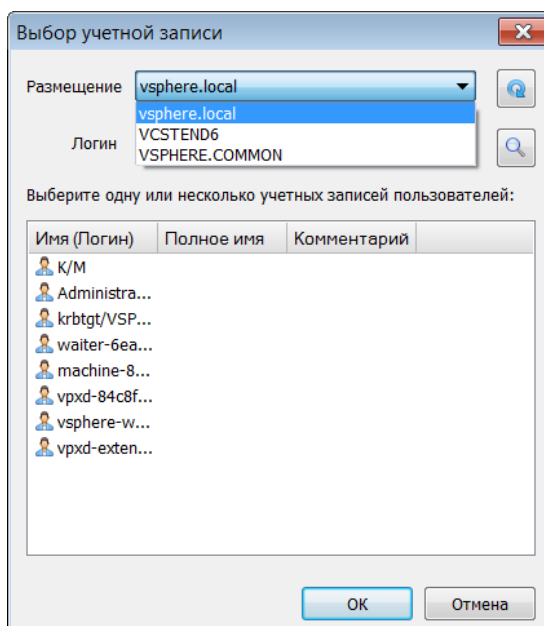 Выбор учетной записи
Размещение vsphere.local
vsphere.local
VCSTEND6
Логин
VSPHERE.COMMON
Выберите одну или несколько учетных записей пользователей:
Имя (Логин) Полное имя Комментарий
K/M
Administra...
krbtgt/VSP...
waiter-6ea...
machine-8...
vpxd-84c8f...
vsphere-w...
vpxd-exten...
ОК Отмена